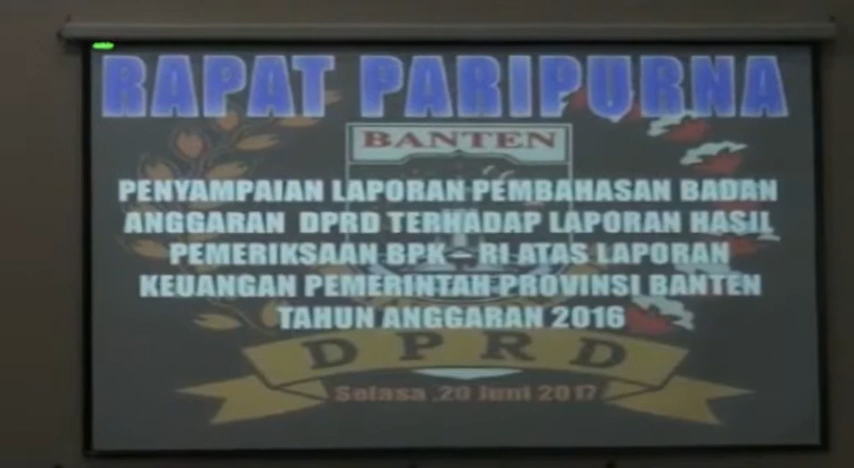 RAPAT PARIPURNA
BANTEN
PENYAMPAIAN LAPORAN PEMBAHASAN BADAN
ANGGARAN DPRD TERHADAP LAPORAN HASIL
PEMERIKSAAN BPK – RI ATAS LAPORAN
KEUANGAN PEMERINTAH PROVINSI BANTEN
TAHUN ANGGARAN 2016
DPRD
Selasa ,20 Juni 2017